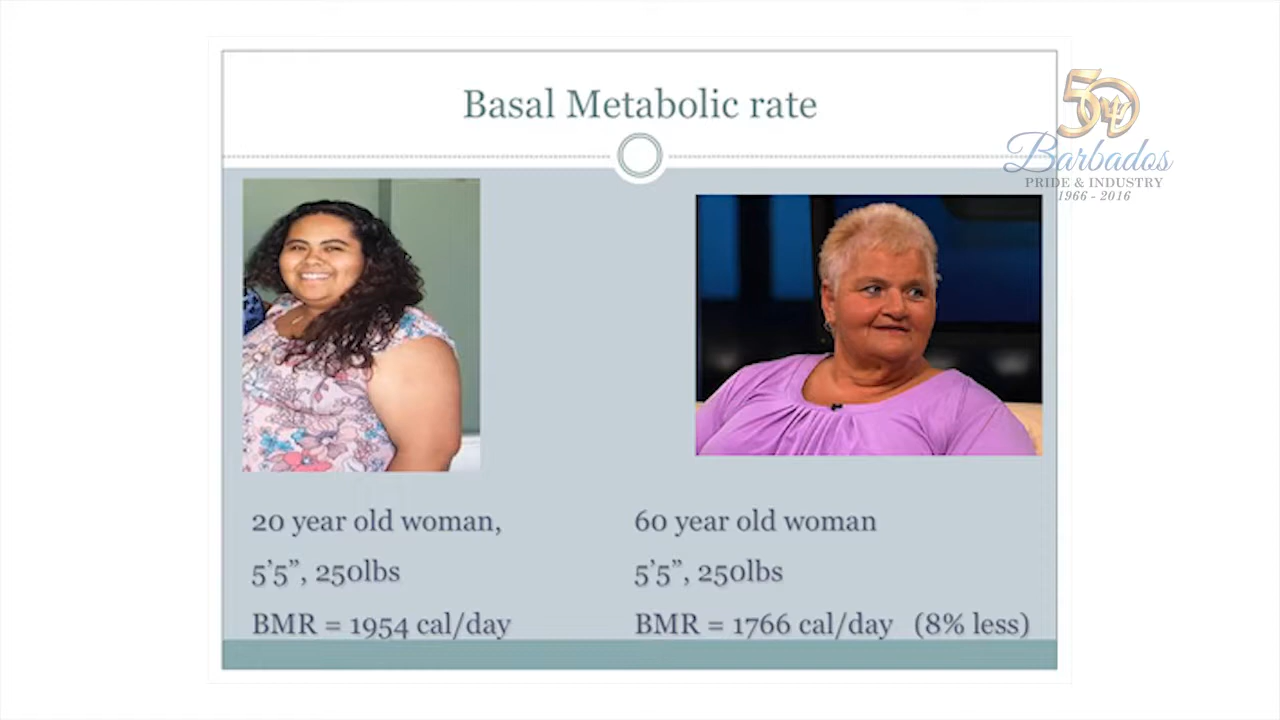 Basal Metabolic rate
50
Barbados
PRIDE & INDUSTRY
1966 - 2016
20 year old woman,
5’5”, 250lbs
BMR = 1954 cal/day
60 year old woman
5’5”, 250lbs
BMR = 1766 cal/day (8% less)